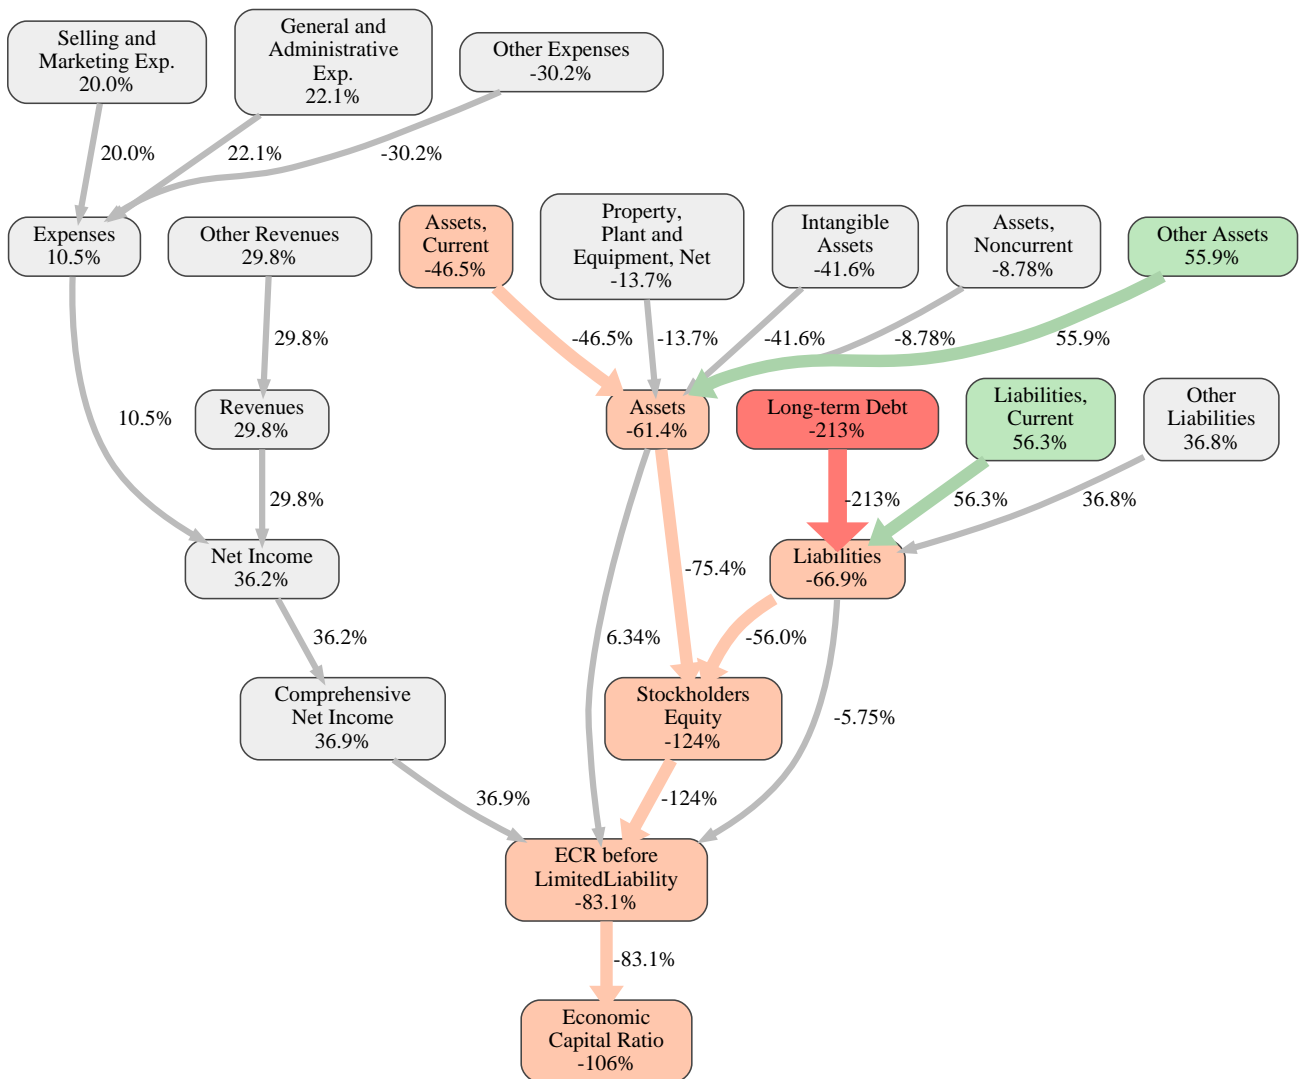 Selling and
Marketing Exp.
20.0%
General and
Administrative
Exp.
22.1%
Other Expenses
-30.2%
20.0%
22.1%
-30.2%
Expenses
10.5%
Other Revenues
29.8%
Assets,
Current
-46.5%
Property,
Plant and
Equipment, Net
-13.7%
Intangible
Assets
-41.6%
Assets,
Noncurrent
-8.78%
Other Assets
55.9%
29.8%
-46.5%
-13.7%
-41.6%
-8.78%
55.9%
10.5%
Revenues
29.8%
Assets
-61.4%
Long-term Debt
-213%
Liabilities,
Current
56.3%
Other
Liabilities
36.8%
29.8%
-213%
56.3%
36.8%
Net Income
36.2%
-75.4%
Liabilities
-66.9%
36.2%
6.34%
-56.0%
Comprehensive
Net Income
36.9%
Stockholders
Equity
-124%
-5.75%
36.9%
-124%
ECR before
LimitedLiability
-83.1%
-83.1%
Economic
Capital Ratio
-106%